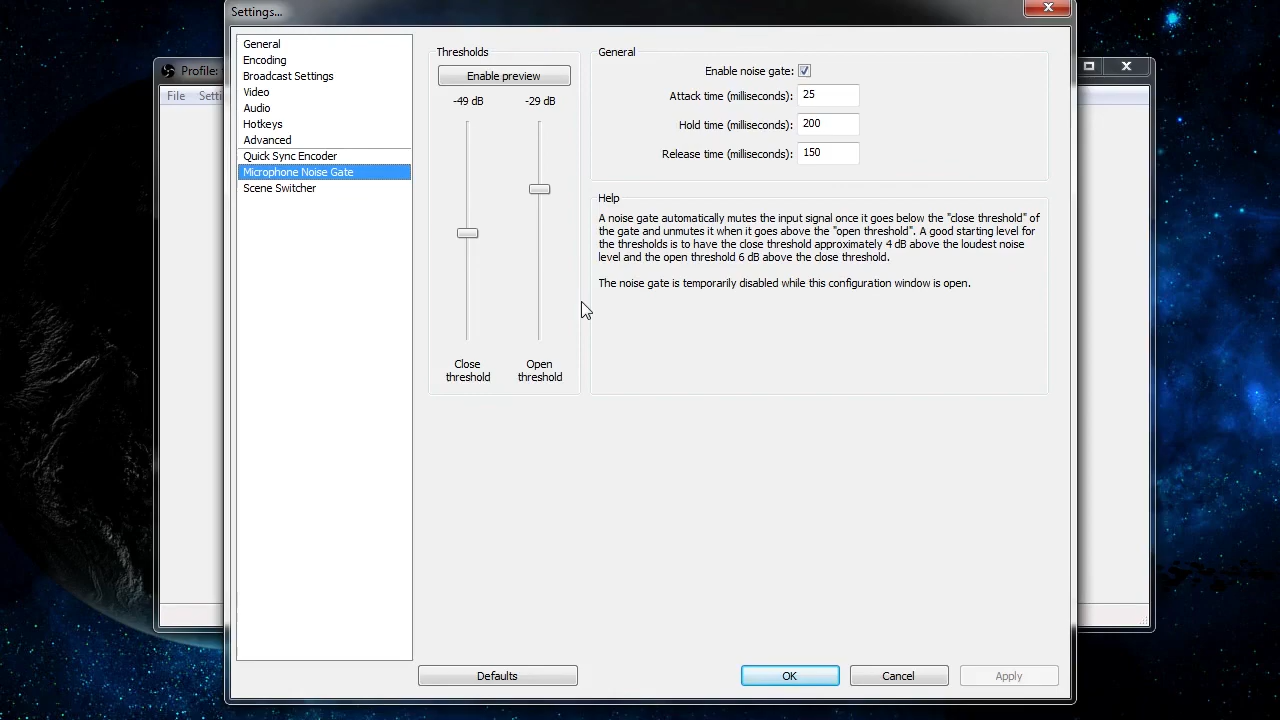 Settings...
Profile:
File Setti
General
Encoding
Broadcast Settings
Video
Audio
Hotkeys
Advanced
Quick Sync Encoder
Microphone Noise Gate
Scene Switcher
Thresholds
Enable preview
-49 dB -29 dB
Close
threshold
Open
threshold
General
Enable noise gate:
Attack time (milliseconds): 25
Hold time (milliseconds): 200
Release time (milliseconds): 150
Help
A noise gate automatically mutes the input signal once it goes below the "close threshold" of
the gate and unmutes it when it goes above the "open threshold". A good starting level for
the thresholds is to have the close threshold approximately 4 dB above the loudest noise
level and the open threshold 6 dB above the close threshold.
The noise gate is temporarily disabled while this configuration window is open.
Defaults
OK
Cancel
Apply